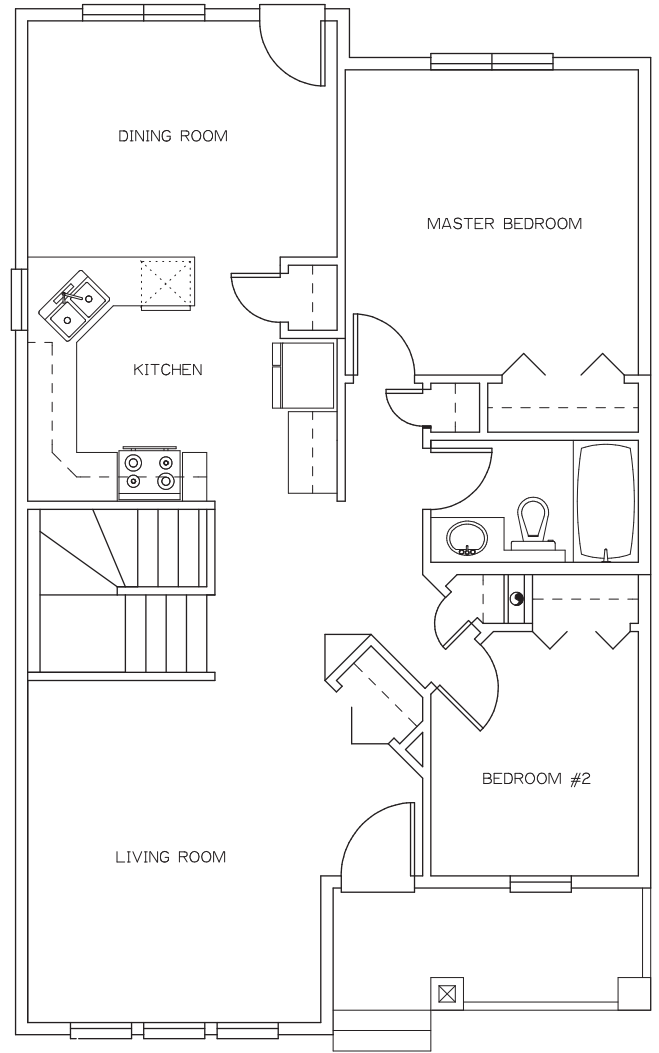 DINING ROOM
MASTER BEDROOM
KITCHEN
BEDROOM #2
LIVING ROOM